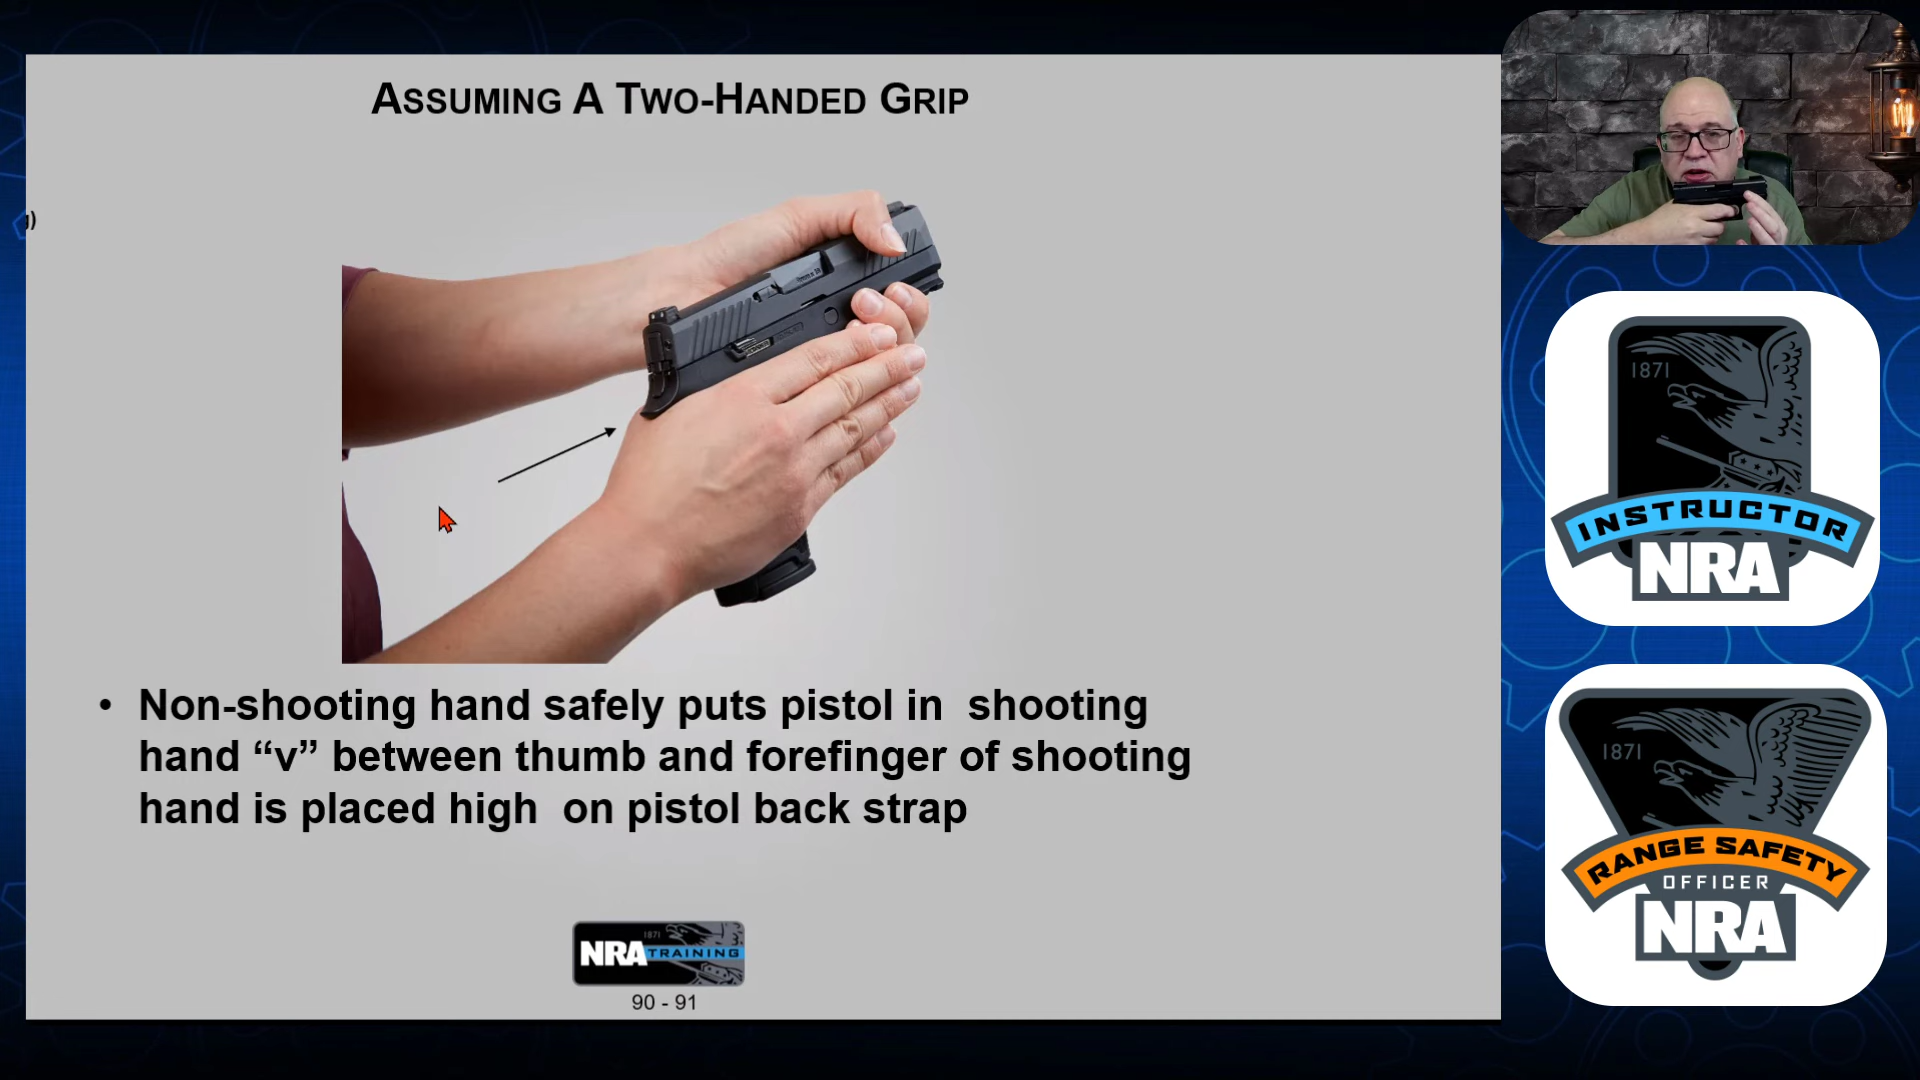 ASSUMING A TWO-HANDED GRIP
)
• Non-shooting hand safely puts pistol in shooting
hand “v” between thumb and forefinger of shooting
hand is placed high on pistol back strap
1871
NRA TRAINING
90 - 91
1871
INSTRUCTOR
NRA
1871
RANGE SAFETY
OFFICER
NRA